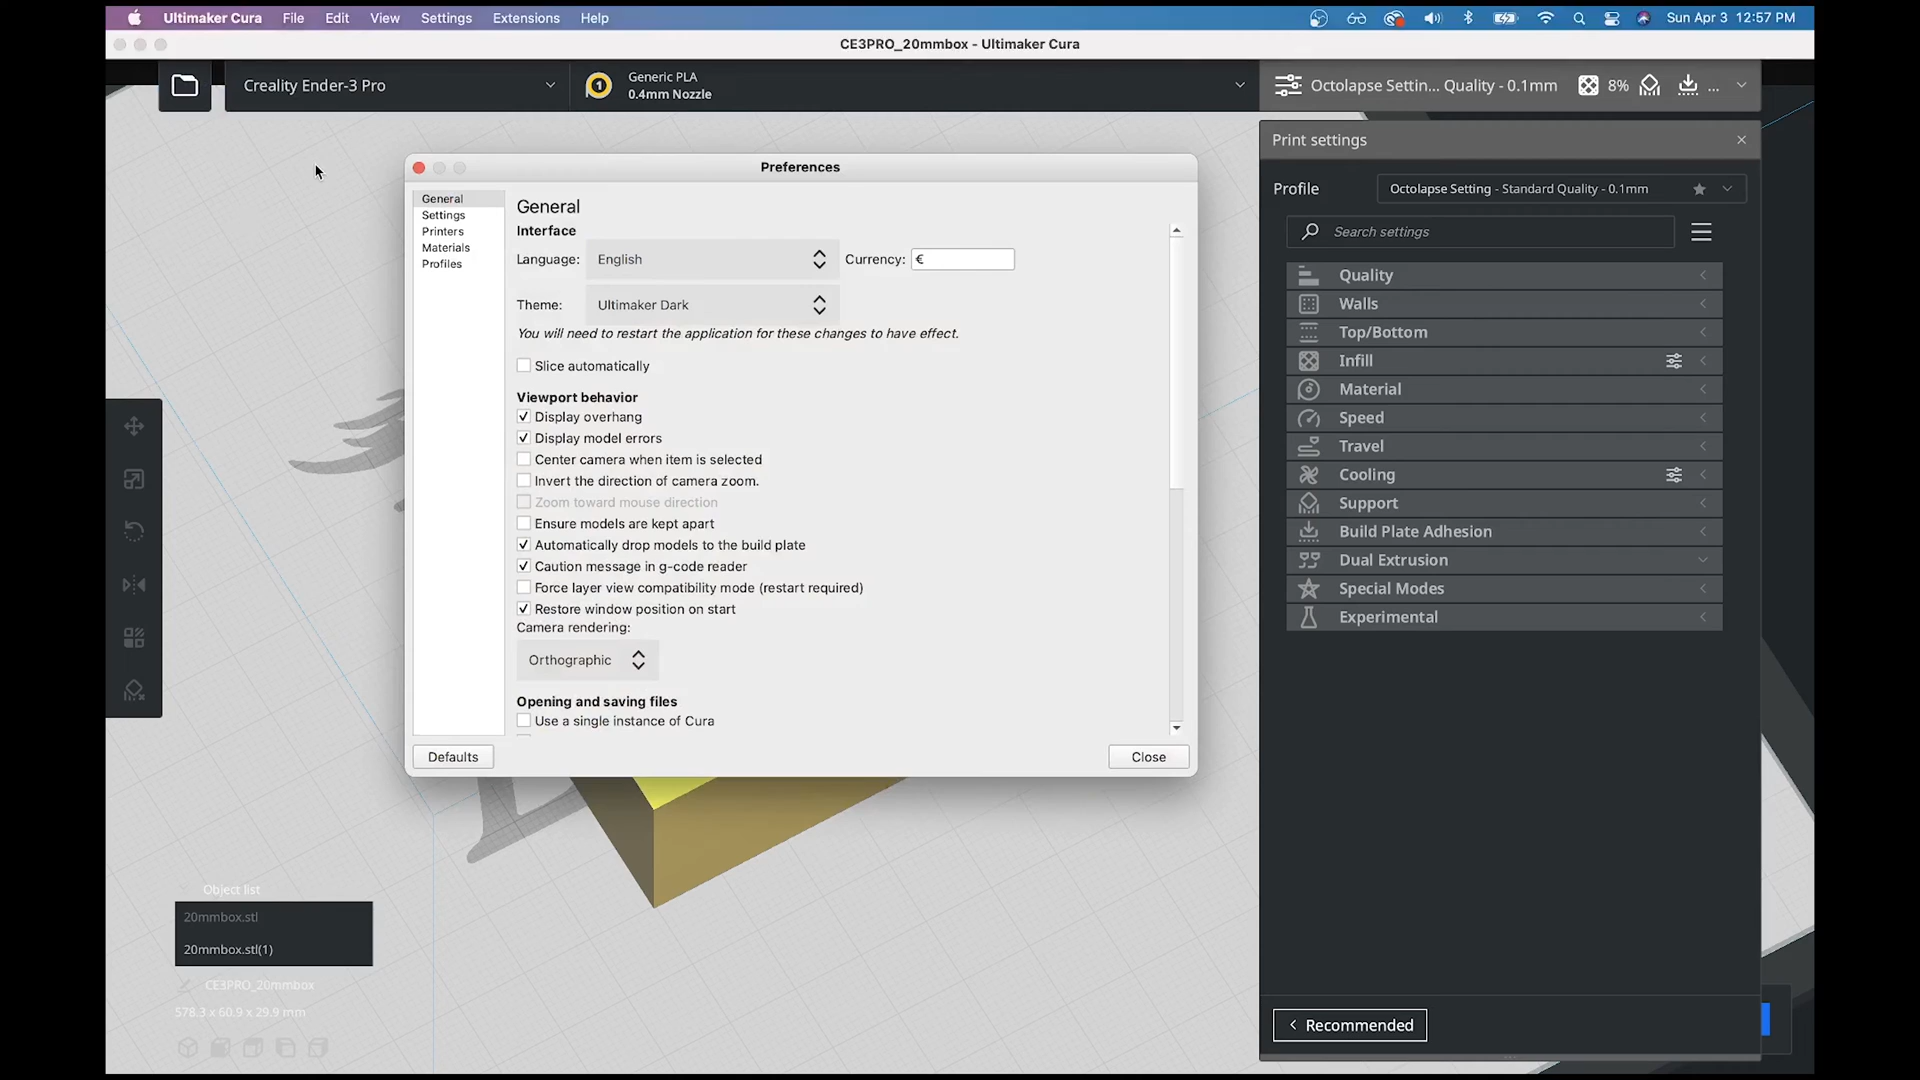 Ultimaker Cura File Edit View Settings Extensions Help Sun Apr 3 12:57 PM
CE3PRO_20mmbox - Ultimaker Cura
Creality Ender-3 Pro
1
Generic PLA
0.4mm Nozzle
Octolapse Settin... Quality - 0.1mm 8% ...
Print settings
Profile Octolapse Setting - Standard Quality - 0.1mm
Search settings
Quality
Walls
Top/Bottom
Infill
Material
Speed
Travel
Cooling
Support
Build Plate Adhesion
Dual Extrusion
Special Modes
Experimental
Recommended
Preferences
General
Settings
Printers
Materials
Profiles
General
Interface
Language: English Currency: €
Theme: Ultimaker Dark
You will need to restart the application for these changes to have effect.
Slice automatically
Viewport behavior
Display overhang
Display model errors
Center camera when item is selected
Invert the direction of camera zoom.
Zoom toward mouse direction
Ensure models are kept apart
Automatically drop models to the build plate
Caution message in g-code reader
Force layer view compatibility mode (restart required)
Restore window position on start
Camera rendering:
Orthographic
Opening and saving files
Use a single instance of Cura
Defaults
Close
Object list
20mmbox.stl
20mmbox.stl(1)
CE3PRO_20mmbox
578.3 x 60.9 x 29.9 mm